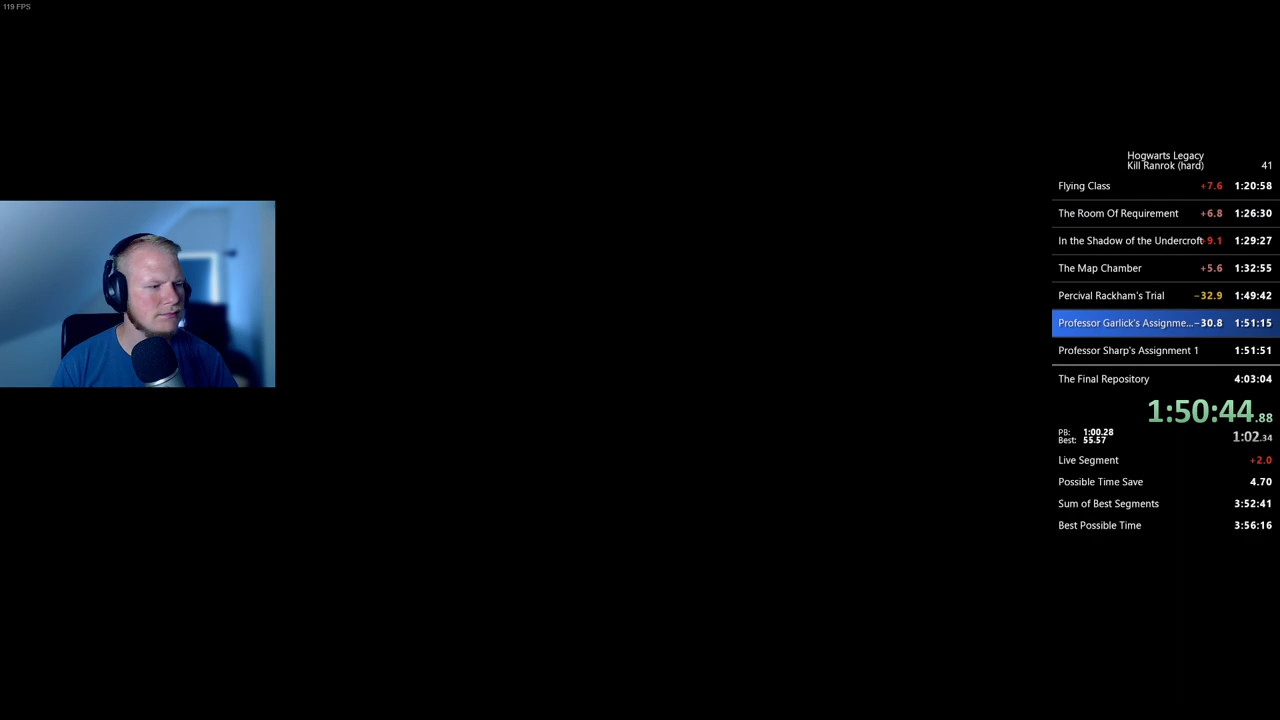 119 FPS
Hogwarts Legacy
Kill Ranrok (hard) 41
Flying Class +7.6 1:20:58
The Room Of Requirement +6.8 1:26:30
In the Shadow of the Undercroft 9.1 1:29:27
The Map Chamber +5.6 1:32:55
Percival Rackham's Trial −32.9 1:49:42
Professor Garlick's Assignme... −30.8 1:51:15
Professor Sharp's Assignment 1 1:51:51
The Final Repository 4:03:04
1:50:44.88
PB: 1:00.28
Best: 55.57
1:02.34
Live Segment +2.0
Possible Time Save 4.70
Sum of Best Segments 3:52:41
Best Possible Time 3:56:16